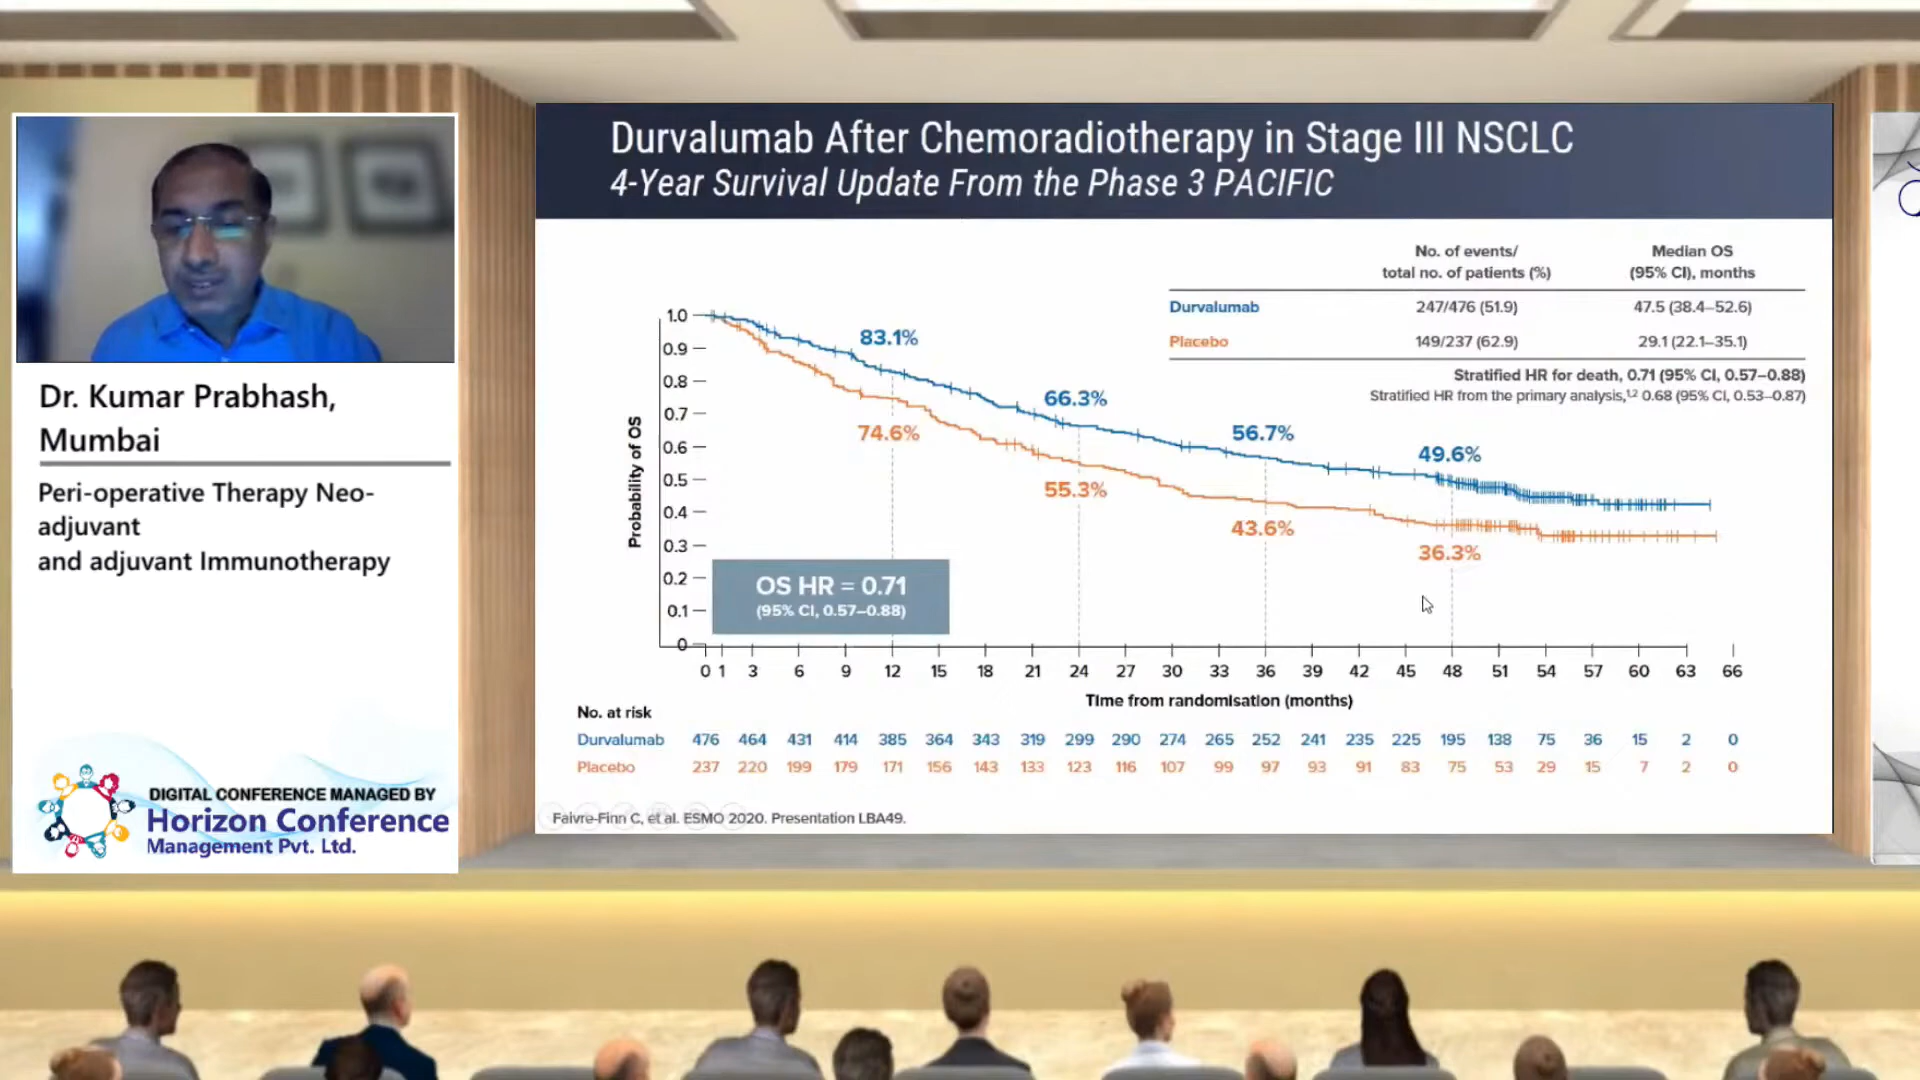 Dr. Kumar Prabhash,
Mumbai
Peri-operative Therapy Neo-
adjuvant
and adjuvant Immunotherapy
DIGITAL CONFERENCE MANAGED BY
Horizon Conference
Management Pvt. Ltd.
Durvalumab After Chemoradiotherapy in Stage III NSCLC
4-Year Survival Update From the Phase 3 PACIFIC
No. of events/ Median OS
total no. of patients (%) (95% CI), months
Durvalumab 247/476 (51.9) 47.5 (38.4–52.6)
Placebo 149/237 (62.9) 29.1 (22.1–35.1)
Stratified HR for death, 0.71 (95% CI, 0.57–0.88)
Stratified HR from the primary analysis,1,2 0.68 (95% CI, 0.53–0.87)
Probability of OS
1.0
0.9
0.8
0.7
0.6
0.5
0.4
0.3
0.2
0.1
0
83.1%
66.3%
56.7%
49.6%
74.6%
55.3%
43.6%
36.3%
OS HR = 0.71
(95% CI, 0.57–0.88)
0 1 3 6 9 12 15 18 21 24 27 30 33 36 39 42 45 48 51 54 57 60 63 66
Time from randomisation (months)
No. at risk
Durvalumab 476 464 431 414 385 364 343 319 299 290 274 265 252 241 235 225 195 138 75 36 15 2 0
Placebo 237 220 199 179 171 156 143 133 123 116 107 99 97 93 91 83 75 53 29 15 7 2 0
Faivre-Finn C, et al. ESMO 2020. Presentation LBA49.